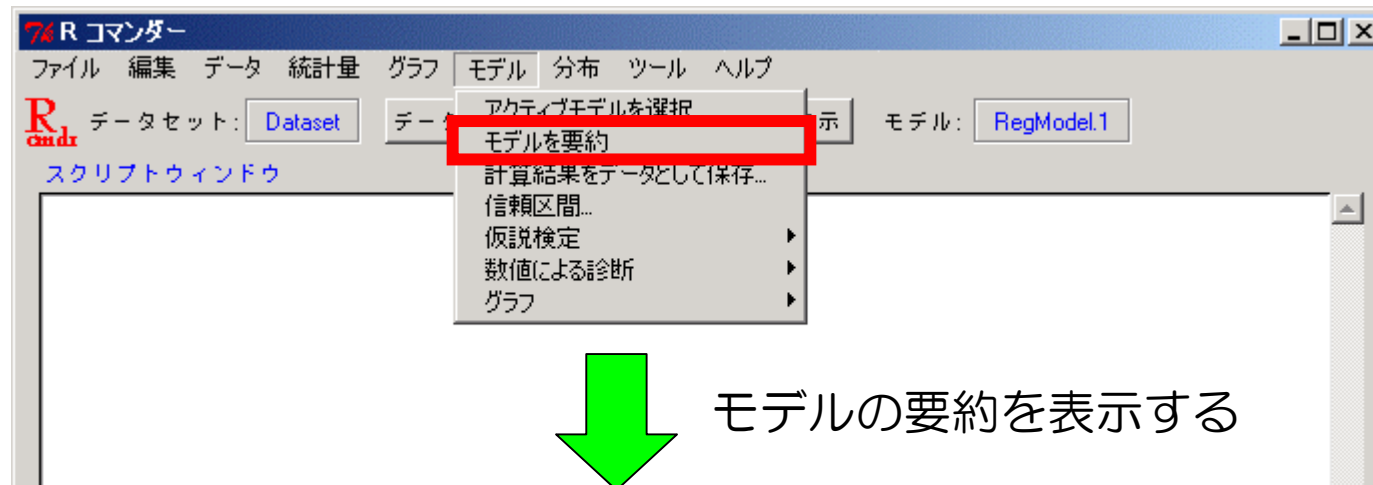 R コマンダー
ファイル 編集 データ 統計量 グラフ モデル 分布 ツール ヘルプ
アクティブモデルを選択
R cmdr データセット: Dataset データ 示 モデル: RegModel.1
モデルを要約
スクリプトウィンドウ
計算結果をデータとして保存...
信頼区間...
仮説検定
数値による診断
グラフ
モデルの要約を表示する